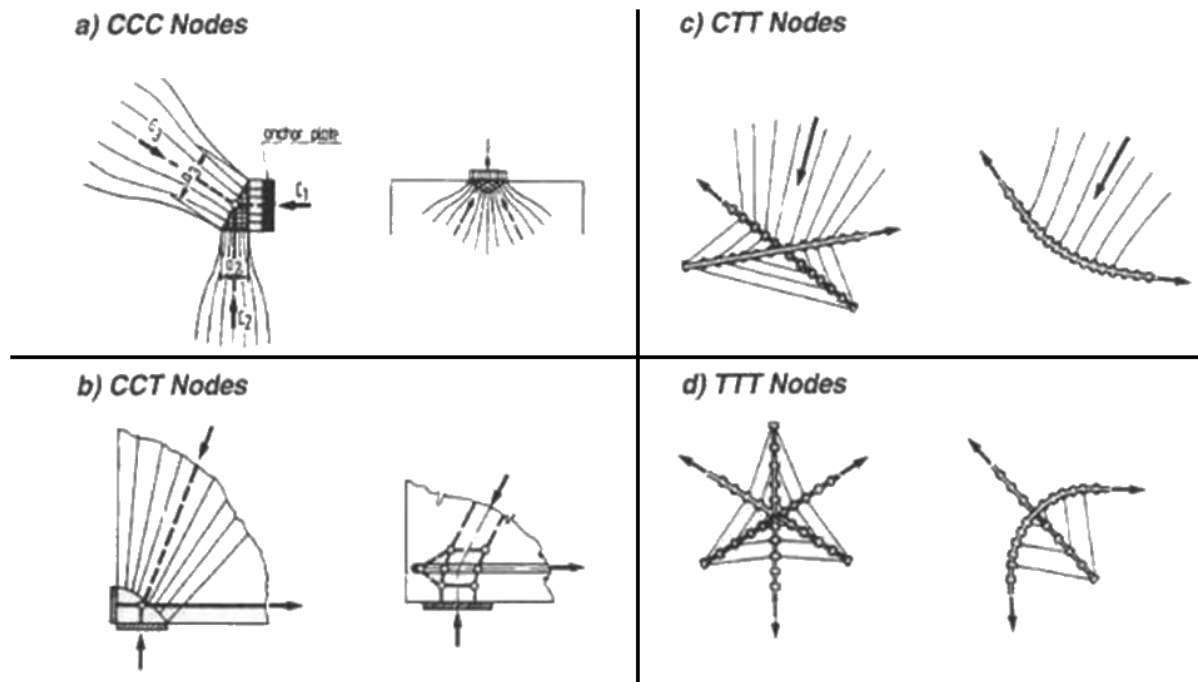 a) CCC Nodes
anchor plate
C3
a3
C1
a2
C2
b) CCT Nodes
c) CTT Nodes
d) TTT Nodes